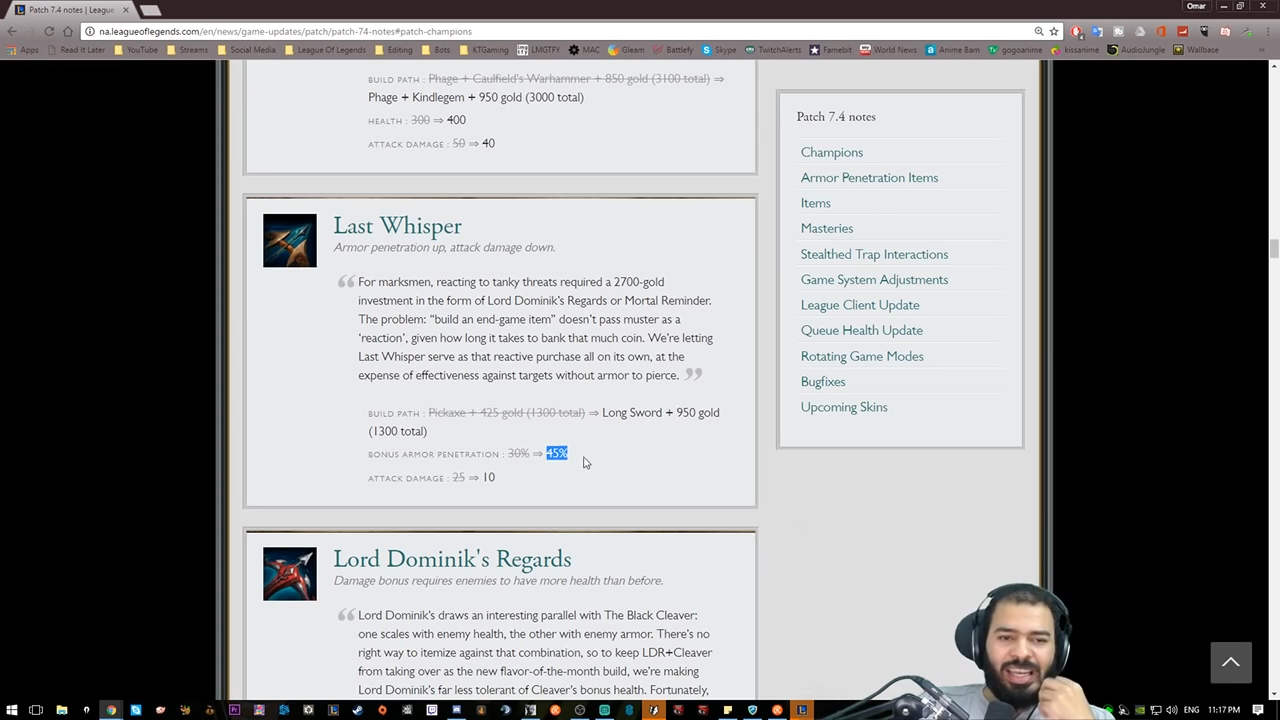 Patch 7.4 notes | League
Omar
na.leagueoflegends.com/en/news/game-updates/patch/patch-74-notes#patch-champions
Apps Read It Later YouTube Streams Social Media League Of Legends Editing Bots KTGaming LMGTFY MAC Gleam Battlefy Skype TwitchAlerts Famebit World News Anime Bam gogoanime kissanime AudioJungle Wallbase
BUILD PATH : Phage + Caulfield's Warhammer + 850 gold (3100 total) ⇒
Phage + Kindlegem + 950 gold (3000 total)
HEALTH : 300 ⇒ 400
ATTACK DAMAGE : 50 ⇒ 40
Last Whisper
Armor penetration up, attack damage down.
“ For marksmen, reacting to tanky threats required a 2700-gold
investment in the form of Lord Dominik's Regards or Mortal Reminder.
The problem: “build an end-game item” doesn't pass muster as a
‘reaction’, given how long it takes to bank that much coin. We're letting
Last Whisper serve as that reactive purchase all on its own, at the
expense of effectiveness against targets without armor to pierce. ”
BUILD PATH : Pickaxe + 425 gold (1300 total) ⇒ Long Sword + 950 gold
(1300 total)
BONUS ARMOR PENETRATION : 30% ⇒ 45%
ATTACK DAMAGE : 25 ⇒ 10
Lord Dominik's Regards
Damage bonus requires enemies to have more health than before.
“ Lord Dominik's draws an interesting parallel with The Black Cleaver:
one scales with enemy health, the other with enemy armor. There's no
right way to itemize against that combination, so to keep LDR+Cleaver
from taking over as the new flavor-of-the-month build, we're making
Lord Dominik's far less tolerant of Cleaver's bonus health. Fortunately,
Patch 7.4 notes
Champions
Armor Penetration Items
Items
Masteries
Stealthed Trap Interactions
Game System Adjustments
League Client Update
Queue Health Update
Rotating Game Modes
Bugfixes
Upcoming Skins
ENG 11:17 PM